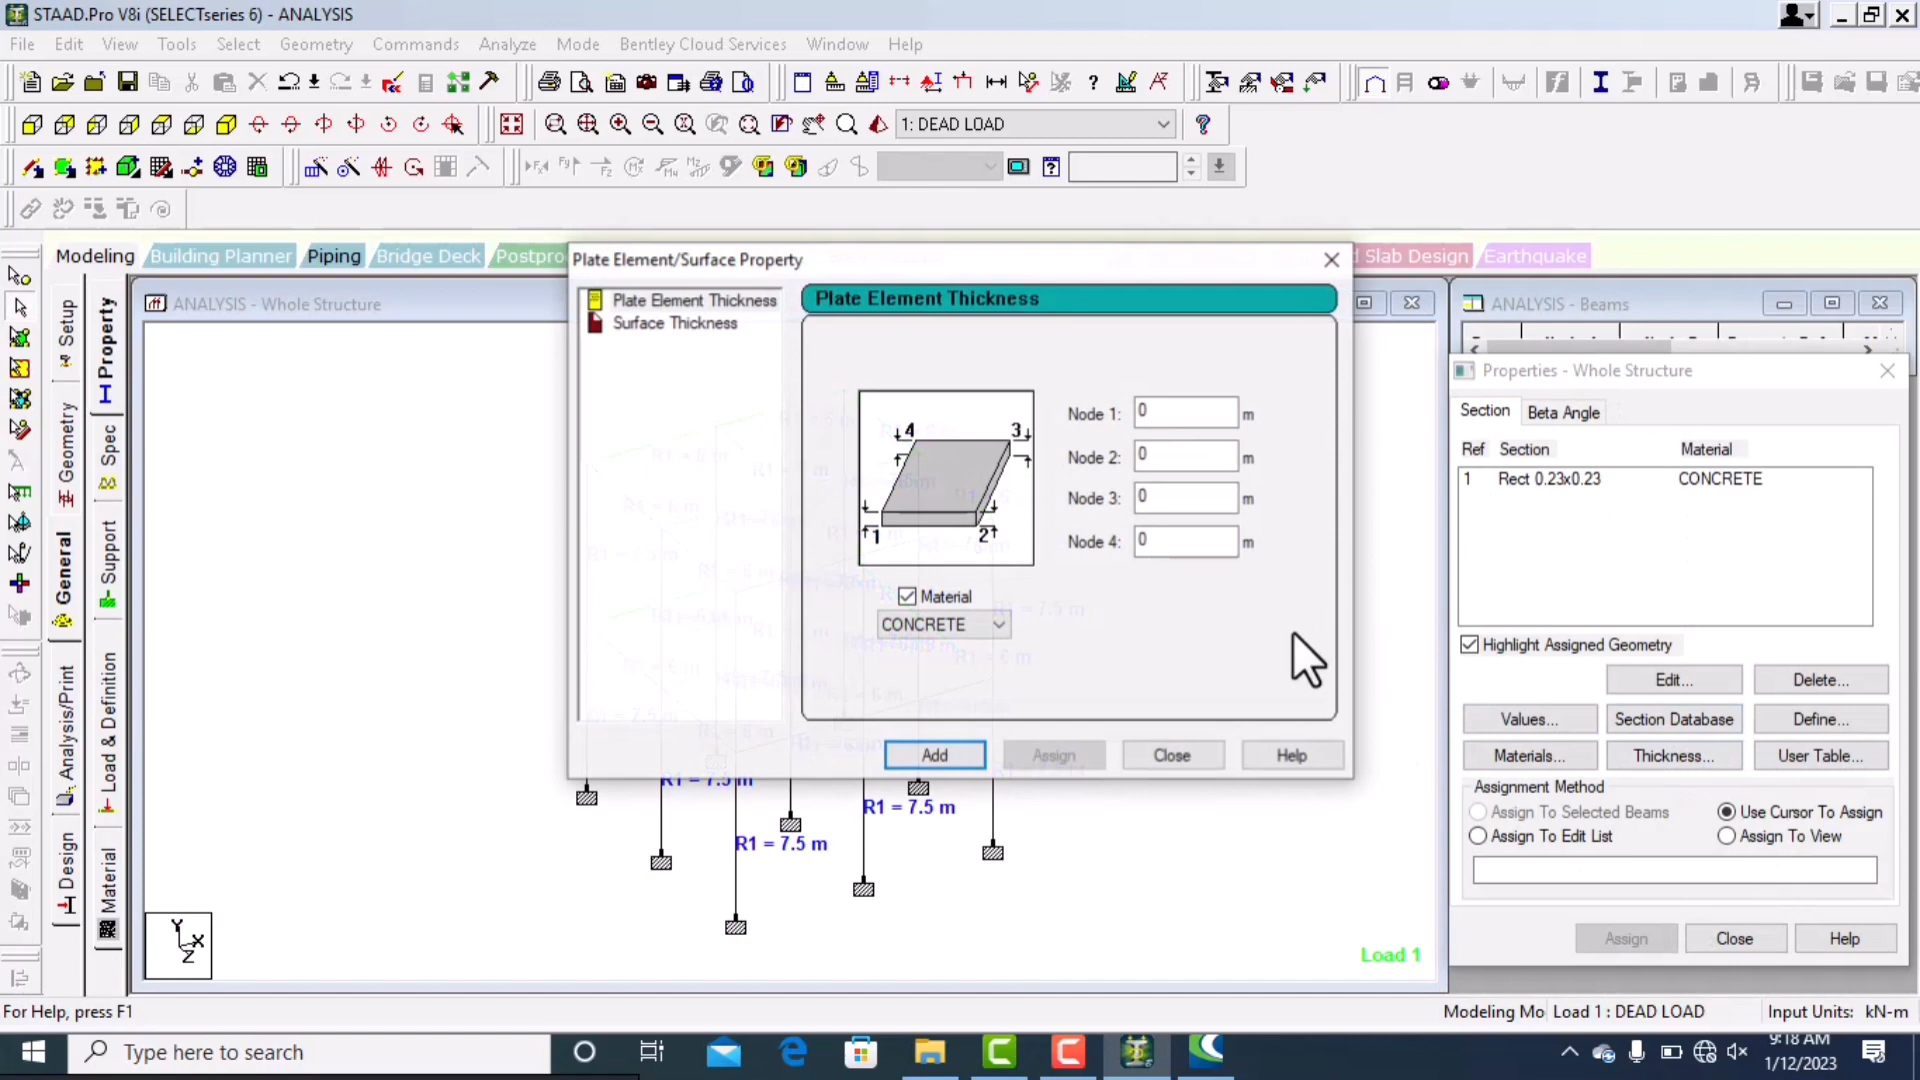 STAAD.Pro V8i (SELECTseries 6) - ANALYSIS
File Edit View Tools Select Geometry Commands Analyze Mode Bentley Cloud Services Window Help
1: DEAD LOAD
Modeling Building Planner Piping Bridge Deck Postpro Slab Design Earthquake
ANALYSIS - Whole Structure
Setup
Geometry
General
Analysis/Print
Design
Property
Spec
Support
Load & Definition
Material
Plate Element/Surface Property
Plate Element Thickness
Surface Thickness
Plate Element Thickness
4 3
1 2
Node 1: 0 m
Node 2: 0 m
Node 3: 0 m
Node 4: 0 m
Material
CONCRETE
Add Assign Close Help
R1 = 7.5 m
R1 = 7.5 m
R1 = 7.5 m
Y
X
Z
Load 1
ANALYSIS - Beams
Properties - Whole Structure
Section Beta Angle
Ref Section Material
1 Rect 0.23x0.23 CONCRETE
Highlight Assigned Geometry
Edit... Delete...
Values... Section Database Define...
Materials... Thickness... User Table...
Assignment Method
Assign To Selected Beams Use Cursor To Assign
Assign To Edit List Assign To View
Assign Close Help
For Help, press F1
Modeling Mo Load 1 : DEAD LOAD Input Units: kN-m
Type here to search
9:18 AM
1/12/2023